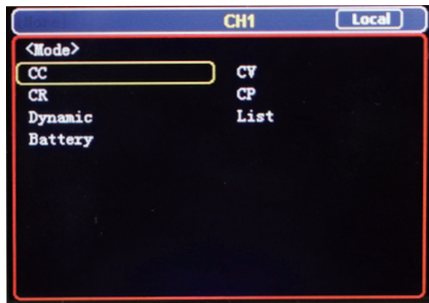 CH1 Local
<Mode>
CC CV
CR CP
Dynamic List
Battery